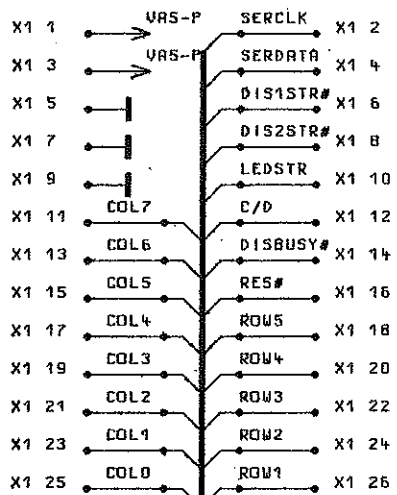 X1 1 VAS-P SERCLK X1 2
X1 3 VAS-P SERDATA X1 4
X1 5 DIS1STR# X1 6
X1 7 DIS2STR# X1 8
X1 9 LEDSTR X1 10
X1 11 COL7 C/D X1 12
X1 13 COL6 DISBUSY# X1 14
X1 15 COL5 RES# X1 16
X1 17 COL4 ROW5 X1 18
X1 19 COL3 ROW4 X1 20
X1 21 COL2 ROW3 X1 22
X1 23 COL1 ROW2 X1 24
X1 25 COL0 ROW1 X1 26